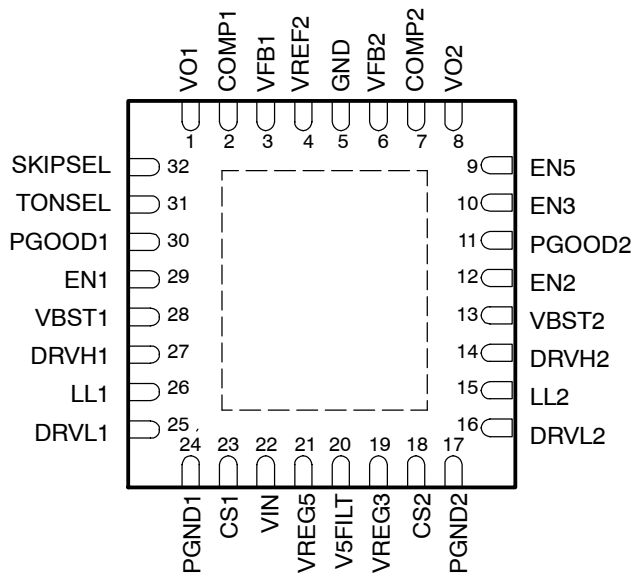 VO1
COMP1
VFB1
VREF2
GND
VFB2
COMP2
VO2
1
2
3
4
5
6
7
8
SKIPSEL 32
9 EN5
TONSEL 31
10 EN3
PGOOD1 30
11 PGOOD2
EN1 29
12 EN2
VBST1 28
13 VBST2
DRVH1 27
14 DRVH2
LL1 26
15 LL2
DRVL1 25
16 DRVL2
24
23
22
21
20
19
18
17
PGND1
CS1
VIN
VREG5
V5FILT
VREG3
CS2
PGND2